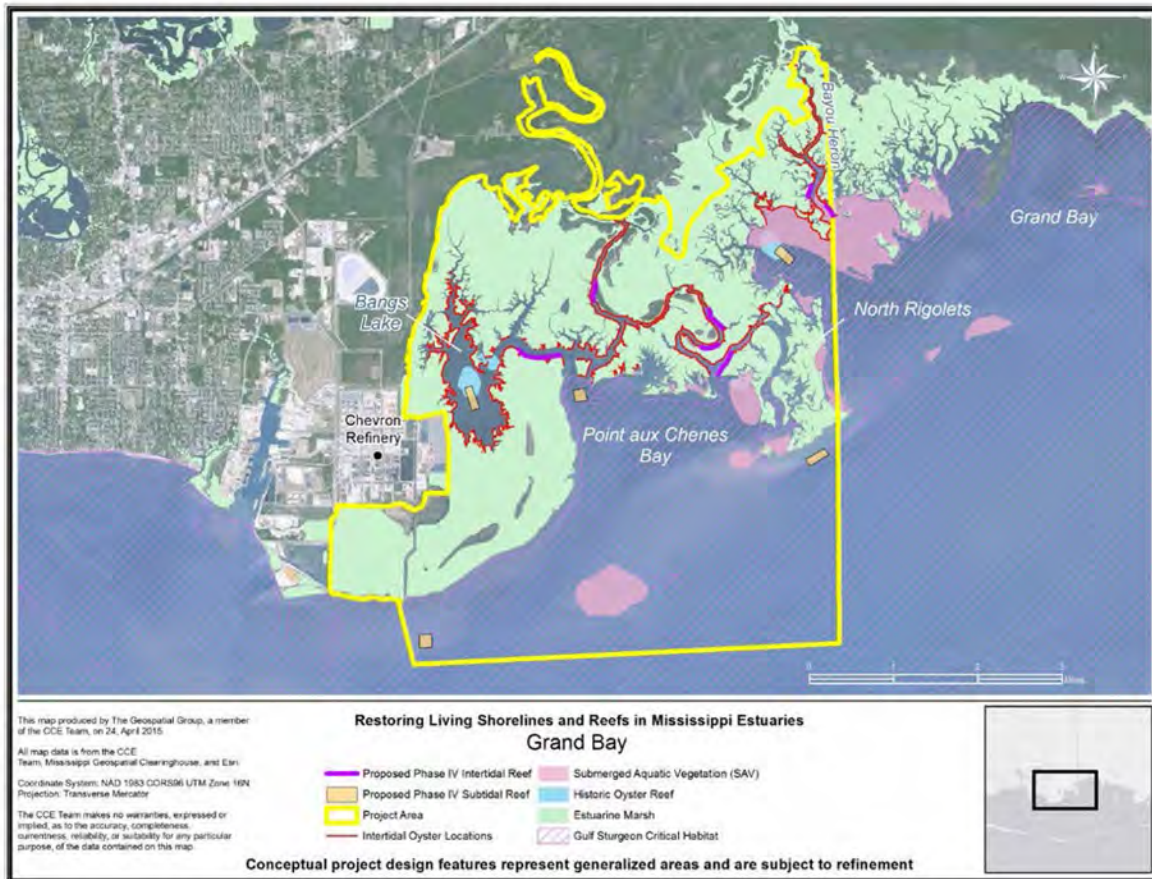 Bayou Heron
W
E
Grand Bay
North Rigolets
Bangs
Lake
Chevron
Refinery
Point aux Chenes
Bay
0 1 2 3
Miles
This map produced by The Geospatial Group, a member
of the CCE Team, on 24, April 2015
All map data is from the CCE
Team, Mississippi Geospatial Clearinghouse, and Esri
Coordinate System: NAD 1983 CORS96 UTM Zone 16N
Projection: Transverse Mercator
The CCE Team makes no warranties, expressed or
implied, as to the accuracy, completeness,
currentness, reliability, or suitability for any particular
purpose, of the data contained on this map.
Restoring Living Shorelines and Reefs in Mississippi Estuaries
Grand Bay
Proposed Phase IV Intertidal Reef
Proposed Phase IV Subtidal Reef
Project Area
Intertidal Oyster Locations
Submerged Aquatic Vegetation (SAV)
Historic Oyster Reef
Estuarine Marsh
Gulf Sturgeon Critical Habitat
Conceptual project design features represent generalized areas and are subject to refinement